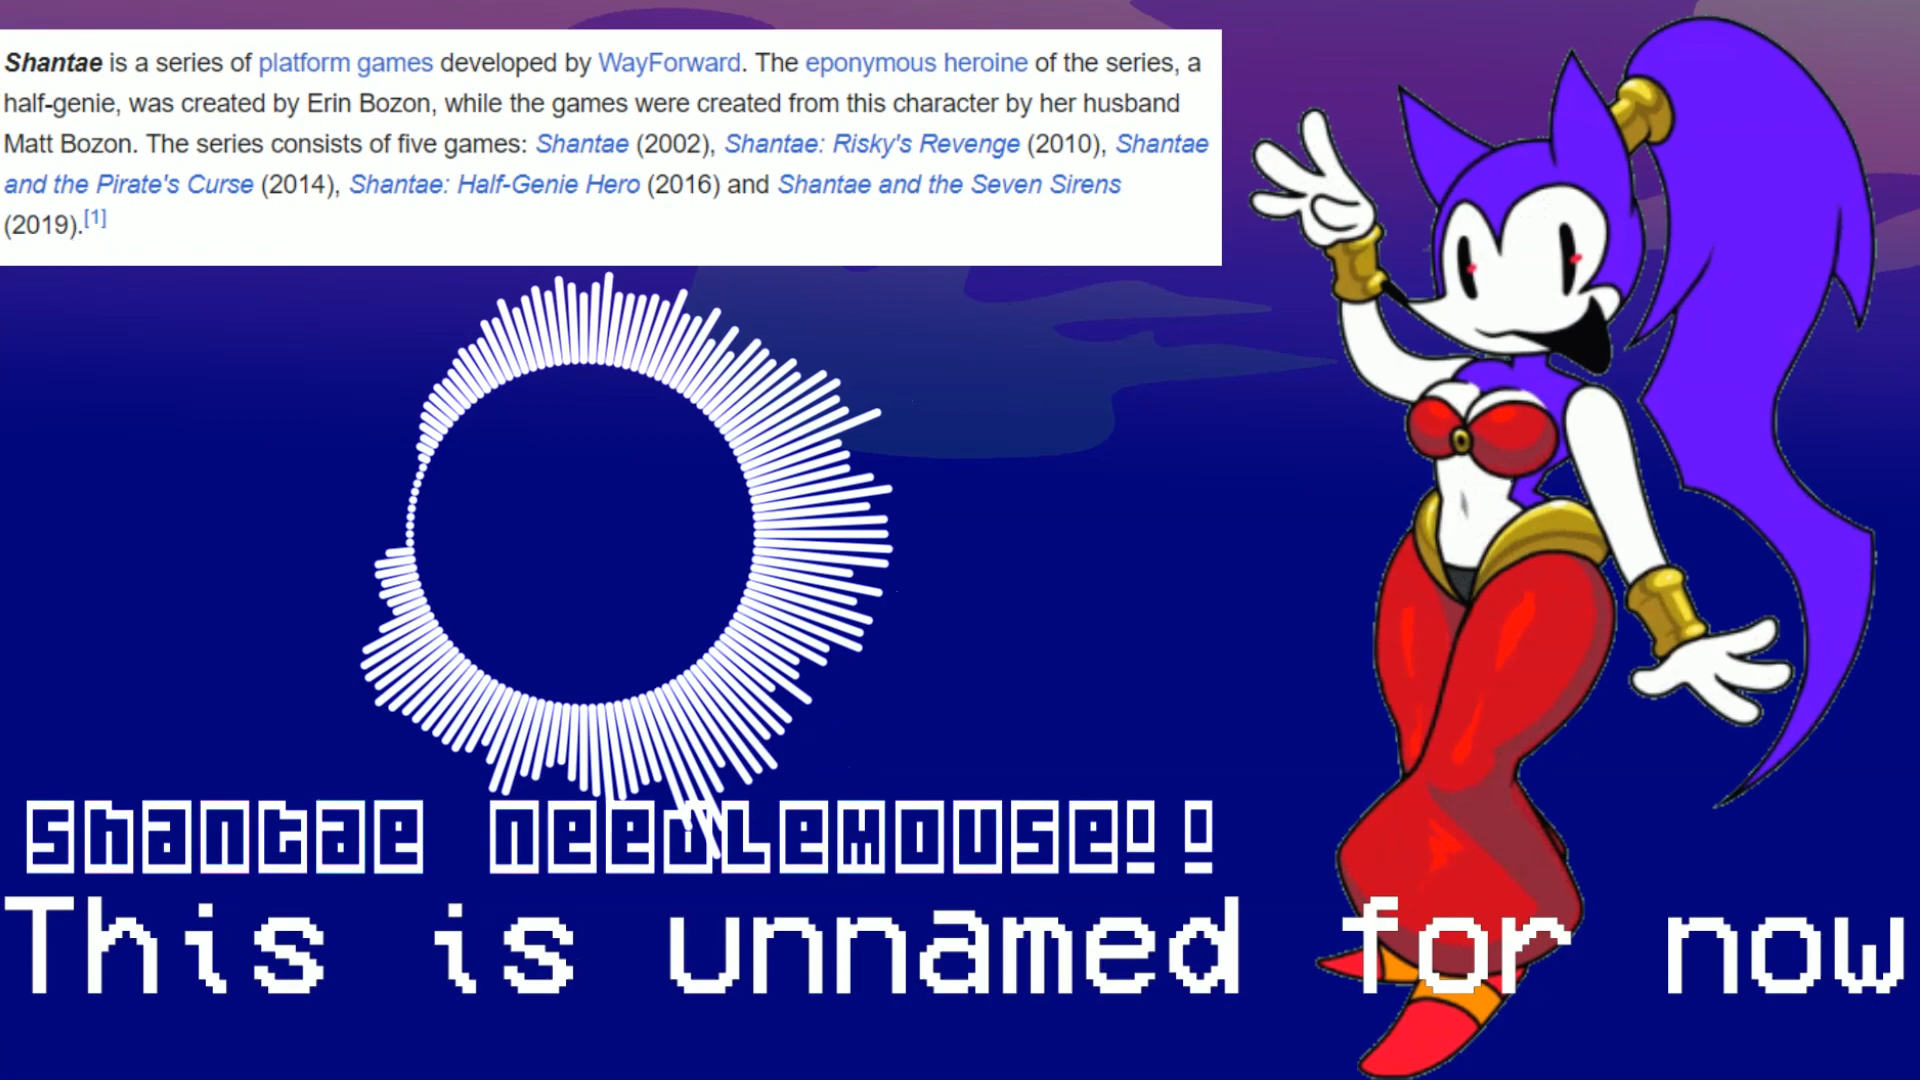 Shantae is a series of platform games developed by WayForward. The eponymous heroine of the series, a
half-genie, was created by Erin Bozon, while the games were created from this character by her husband
Matt Bozon. The series consists of five games: Shantae (2002), Shantae: Risky's Revenge (2010), Shantae
and the Pirate's Curse (2014), Shantae: Half-Genie Hero (2016) and Shantae and the Seven Sirens
(2019).[1]
shantae needlemouse!!
This is unnamed for now